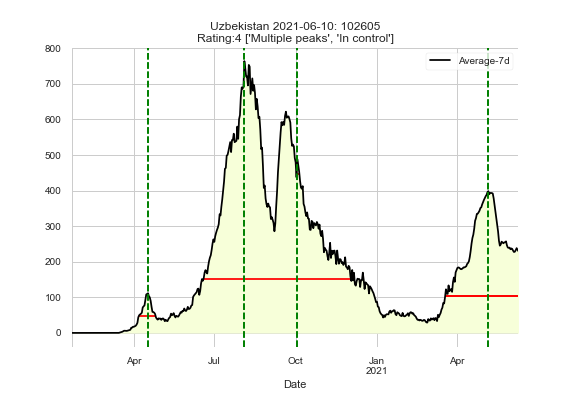 Uzbekistan 2021-06-10: 102605
Rating:4 ['Multiple peaks', 'In control']
Average-7d
800
700
600
500
400
300
200
100
0
Apr
Jul
Oct
Jan
2021
Apr
Date